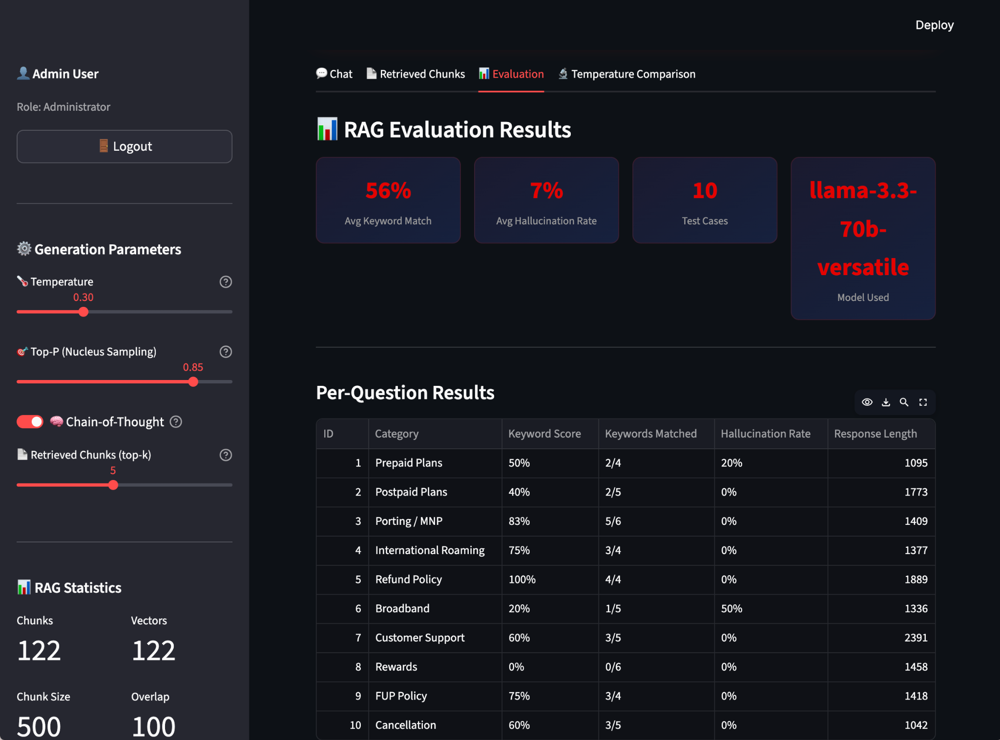 Deploy
Admin User
Role: Administrator
Logout
Generation Parameters
Temperature
0.30
Top-P (Nucleus Sampling)
0.85
Chain-of-Thought
Retrieved Chunks (top-k)
5
RAG Statistics
Chunks Vectors
122 122
Chunk Size Overlap
500 100
Chat Retrieved Chunks Evaluation Temperature Comparison
RAG Evaluation Results
56%
Avg Keyword Match
7%
Avg Hallucination Rate
10
Test Cases
llama-3.3-
70b-
versatile
Model Used
Per-Question Results
ID Category Keyword Score Keywords Matched Hallucination Rate Response Length
1 Prepaid Plans 50% 2/4 20% 1095
2 Postpaid Plans 40% 2/5 0% 1773
3 Porting / MNP 83% 5/6 0% 1409
4 International Roaming 75% 3/4 0% 1377
5 Refund Policy 100% 4/4 0% 1889
6 Broadband 20% 1/5 50% 1336
7 Customer Support 60% 3/5 0% 2391
8 Rewards 0% 0/6 0% 1458
9 FUP Policy 75% 3/4 0% 1418
10 Cancellation 60% 3/5 0% 1042